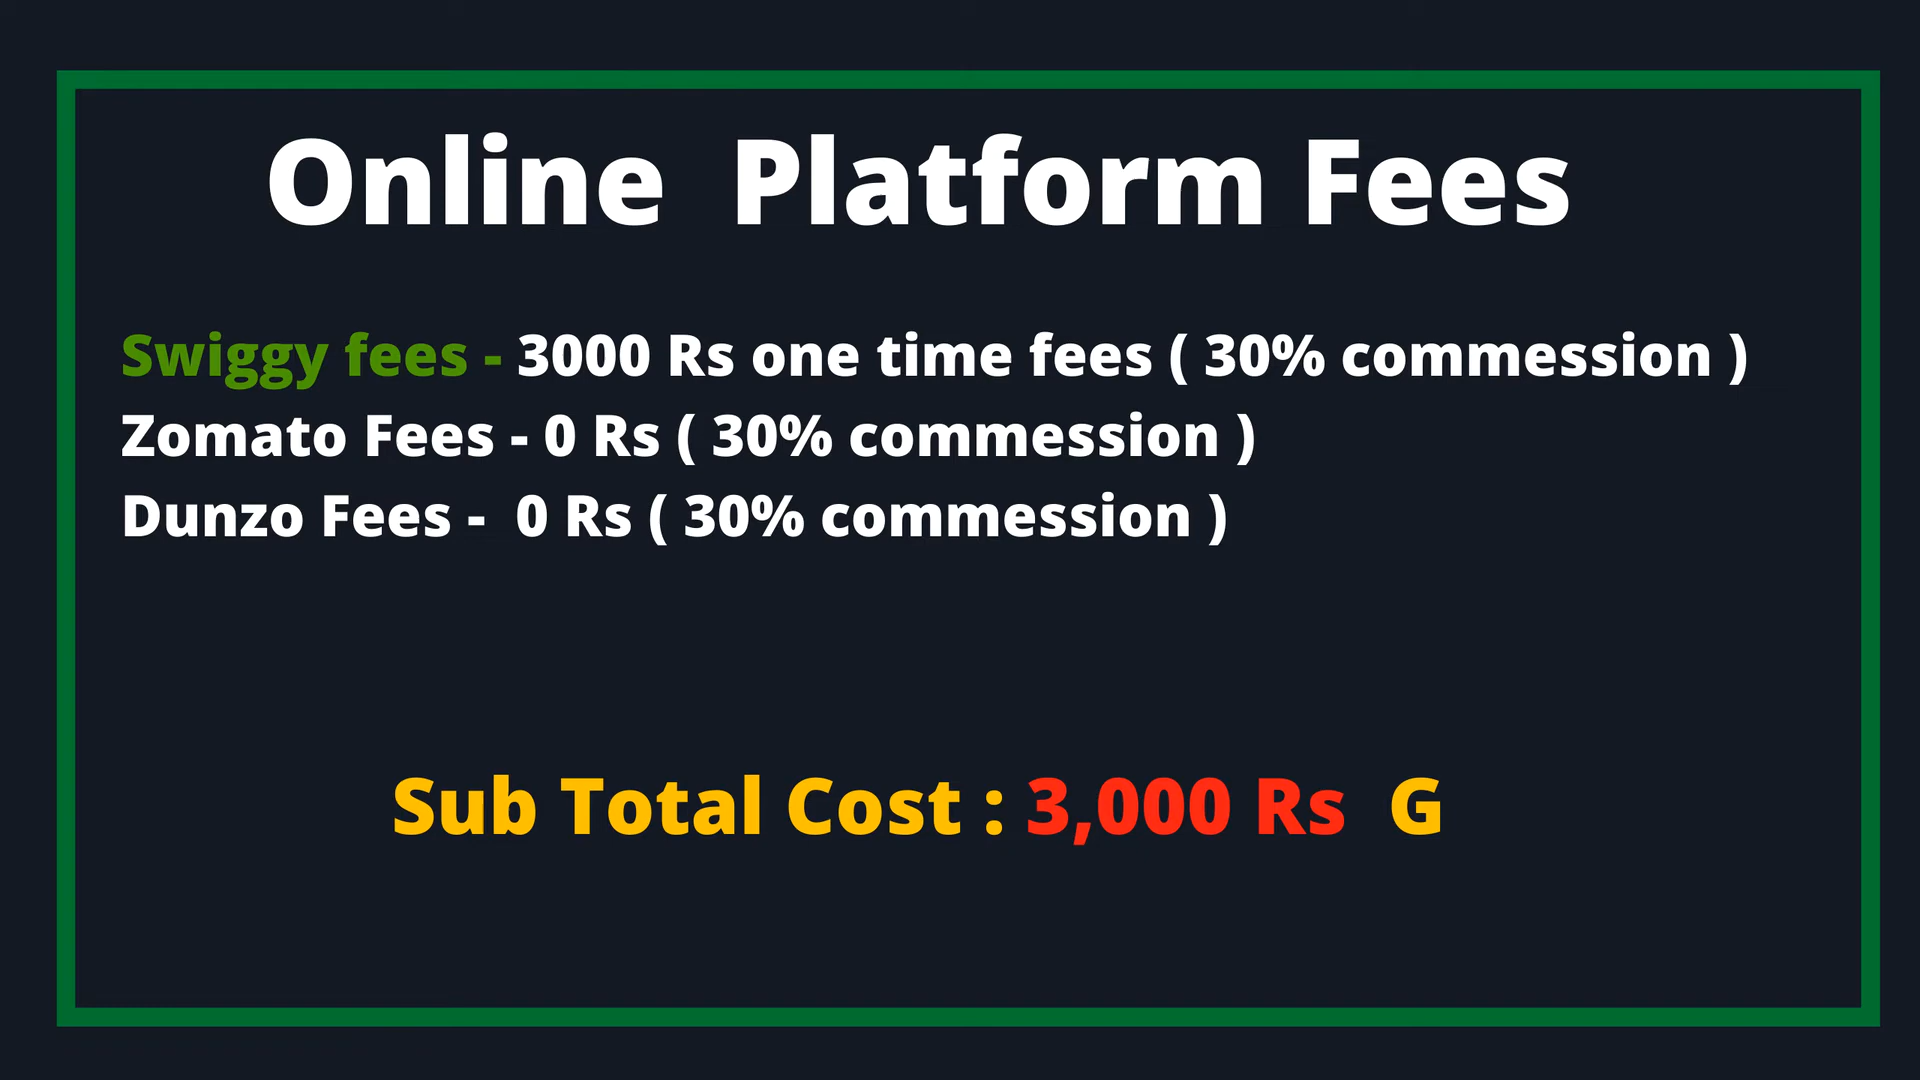 Online  Platform Fees
Swiggy fees - 3000 Rs one time fees ( 30% commession )
Zomato Fees - 0 Rs ( 30% commession )
Dunzo Fees -  0 Rs ( 30% commession )
Sub Total Cost : 3,000 Rs  G